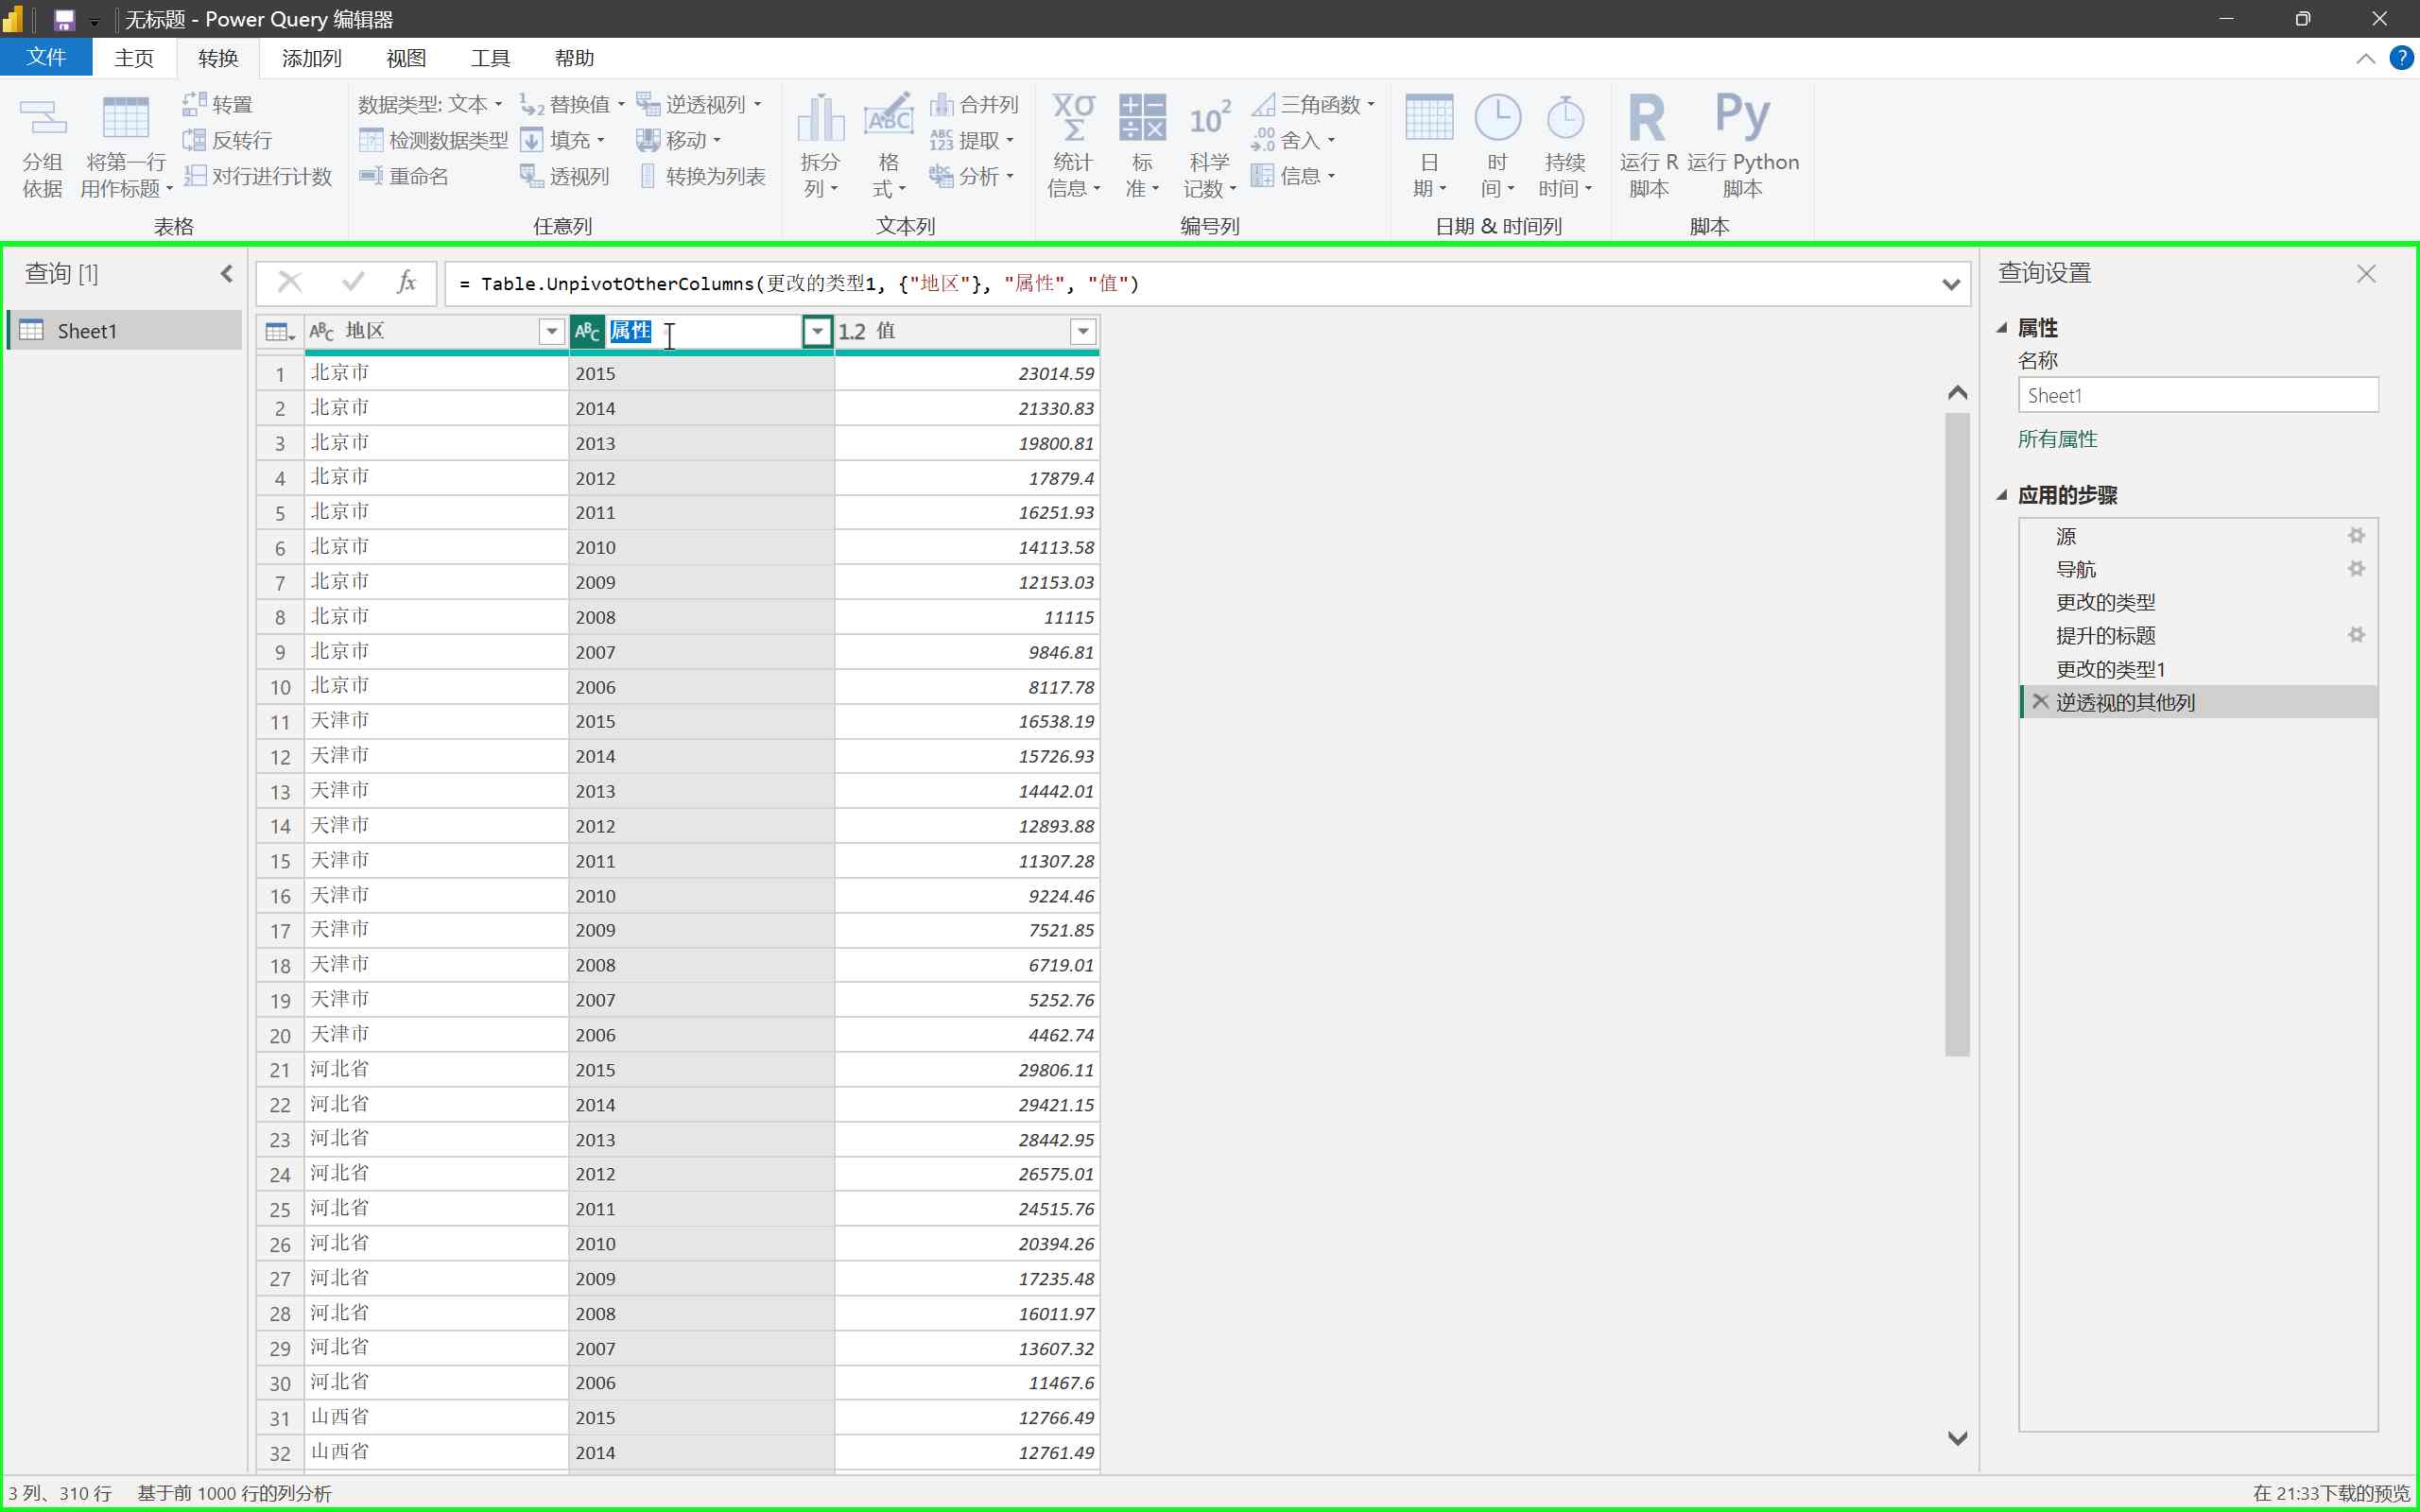 无标题 - Power Query 编辑器
文件 主页 转换 添加列 视图 工具 帮助 ?
分组 依据
将第一行 用作标题
转置
反转行
对行进行计数
表格
数据类型: 文本
检测数据类型
重命名
替换值
填充
透视列
逆透视列
移动
转换为列表
任意列
拆分 列
ABC
格 式
合并列
ABC 123 提取
abc 分析
文本列
XO Σ
统计 信息
标 准
10² 科学 记数
三角函数
.00 →.0 舍入
信息
编号列
日 期
时 间
持续 时间
日期 & 时间列
R 运行 R 脚本
Py 运行 Python 脚本
脚本
查询 [1]
Sheet1
fx = Table.UnpivotOtherColumns(更改的类型1, {"地区"}, "属性", "值")
ABC 地区 ABC 属性 1.2 值
1 北京市 2015 23014.59
2 北京市 2014 21330.83
3 北京市 2013 19800.81
4 北京市 2012 17879.4
5 北京市 2011 16251.93
6 北京市 2010 14113.58
7 北京市 2009 12153.03
8 北京市 2008 11115
9 北京市 2007 9846.81
10 北京市 2006 8117.78
11 天津市 2015 16538.19
12 天津市 2014 15726.93
13 天津市 2013 14442.01
14 天津市 2012 12893.88
15 天津市 2011 11307.28
16 天津市 2010 9224.46
17 天津市 2009 7521.85
18 天津市 2008 6719.01
19 天津市 2007 5252.76
20 天津市 2006 4462.74
21 河北省 2015 29806.11
22 河北省 2014 29421.15
23 河北省 2013 28442.95
24 河北省 2012 26575.01
25 河北省 2011 24515.76
26 河北省 2010 20394.26
27 河北省 2009 17235.48
28 河北省 2008 16011.97
29 河北省 2007 13607.32
30 河北省 2006 11467.6
31 山西省 2015 12766.49
32 山西省 2014 12761.49
查询设置
属性
名称
Sheet1
所有属性
应用的步骤
源
导航
更改的类型
提升的标题
更改的类型1
逆透视的其他列
3 列、310 行 基于前 1000 行的列分析
在 21:33下载的预览